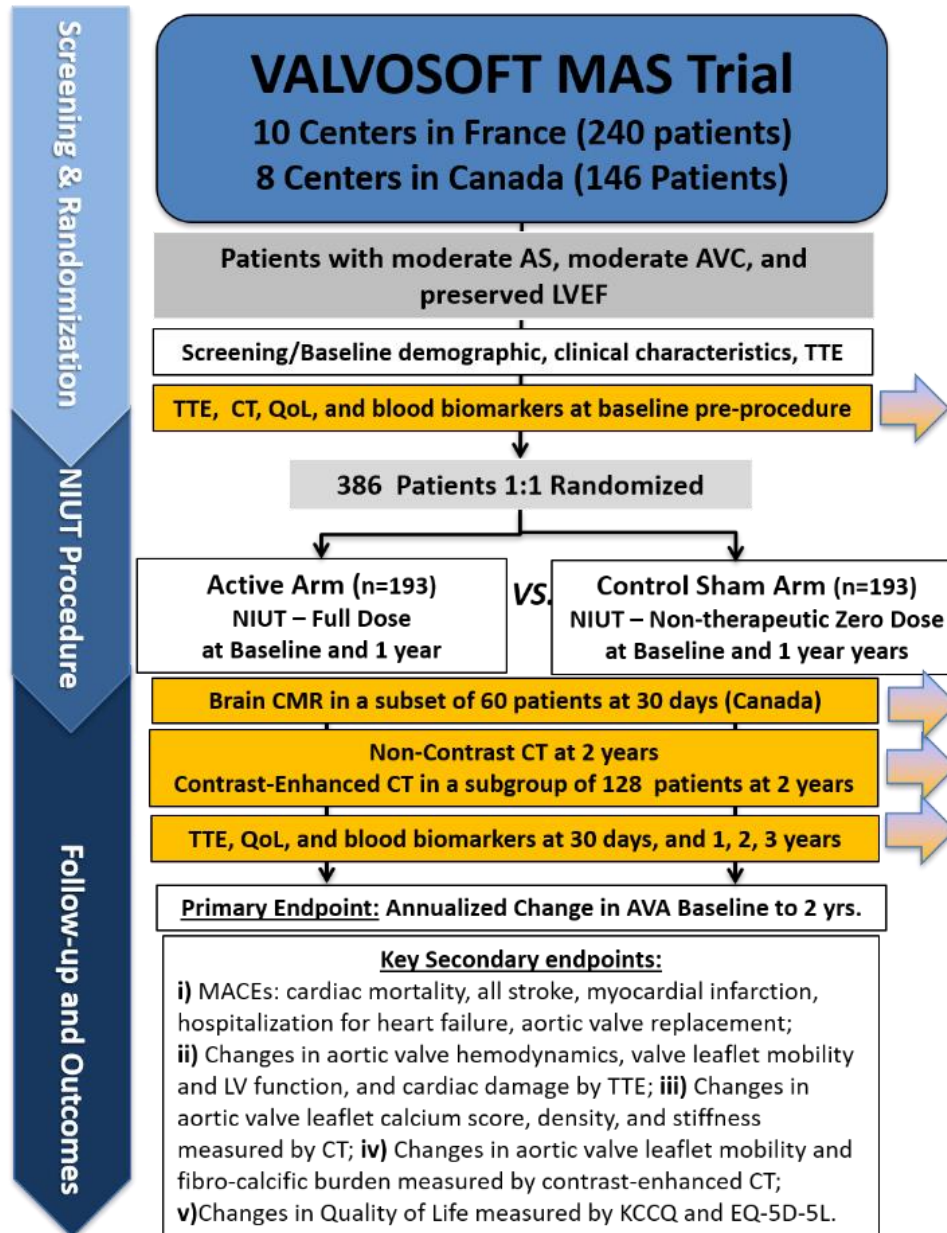 Screening & Randomization
NIUT Procedure
Follow-up and Outcomes
VALVOSOFT MAS Trial
10 Centers in France (240 patients)
8 Centers in Canada (146 Patients)
Patients with moderate AS, moderate AVC, and
preserved LVEF
Screening/Baseline demographic, clinical characteristics, TTE
TTE, CT, QoL, and blood biomarkers at baseline pre-procedure
386 Patients 1:1 Randomized
Active Arm (n=193)
NIUT – Full Dose
at Baseline and 1 year
VS.
Control Sham Arm (n=193)
NIUT – Non-therapeutic Zero Dose
at Baseline and 1 year years
Brain CMR in a subset of 60 patients at 30 days (Canada)
Non-Contrast CT at 2 years
Contrast-Enhanced CT in a subgroup of 128 patients at 2 years
TTE, QoL, and blood biomarkers at 30 days, and 1, 2, 3 years
Primary Endpoint: Annualized Change in AVA Baseline to 2 yrs.
Key Secondary endpoints:
i) MACEs: cardiac mortality, all stroke, myocardial infarction,
hospitalization for heart failure, aortic valve replacement;
ii) Changes in aortic valve hemodynamics, valve leaflet mobility
and LV function, and cardiac damage by TTE; iii) Changes in
aortic valve leaflet calcium score, density, and stiffness
measured by CT; iv) Changes in aortic valve leaflet mobility and
fibro-calcific burden measured by contrast-enhanced CT;
v)Changes in Quality of Life measured by KCCQ and EQ-5D-5L.